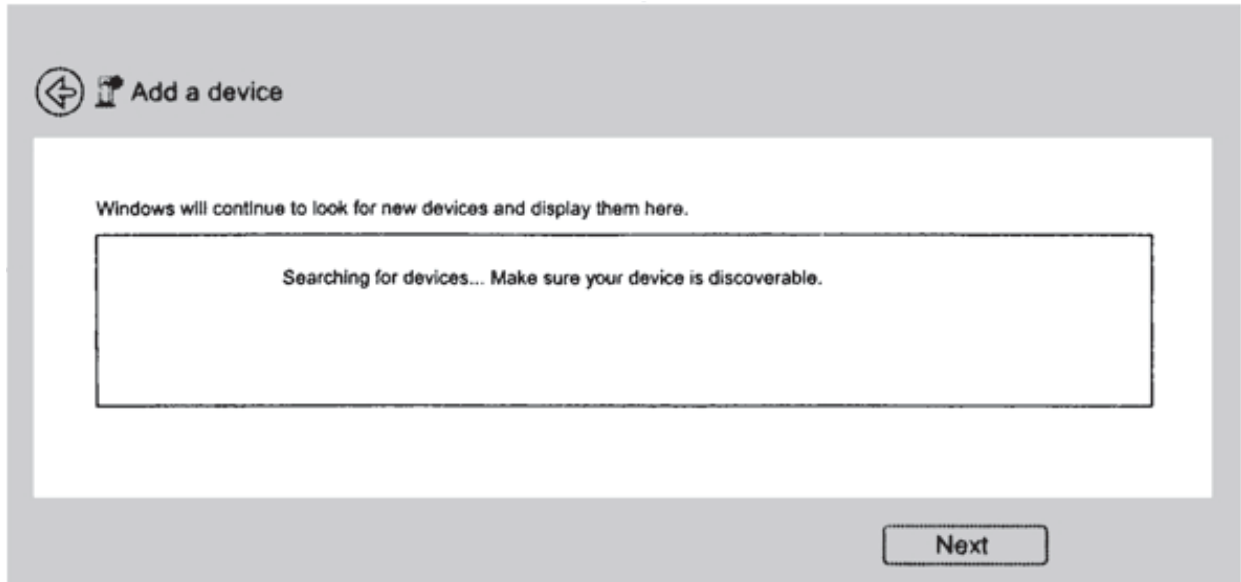 Add a device
Windows will continue to look for new devices and display them here.
Searching for devices... Make sure your device is discoverable.
Next